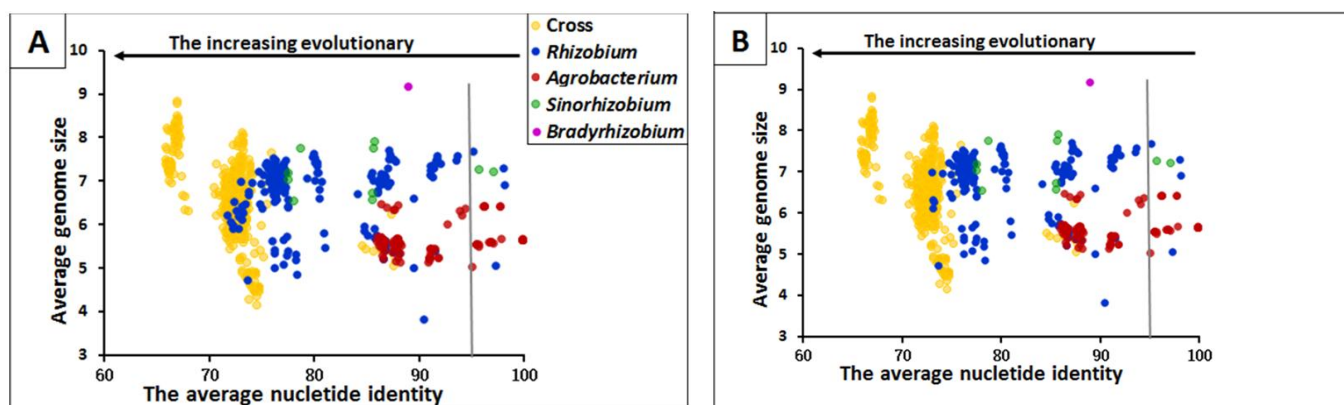 A
The increasing evolutionary
Cross
Rhizobium
Agrobacterium
Sinorhizobium
Bradyrhizobium
Average genome size
10
9
8
7
6
5
4
3
60 70 80 90 100
The average nucletide identity
B
The increasing evolutionary
Average genome size
10
9
8
7
6
5
4
3
60 70 80 90 100
The average nucletide identity